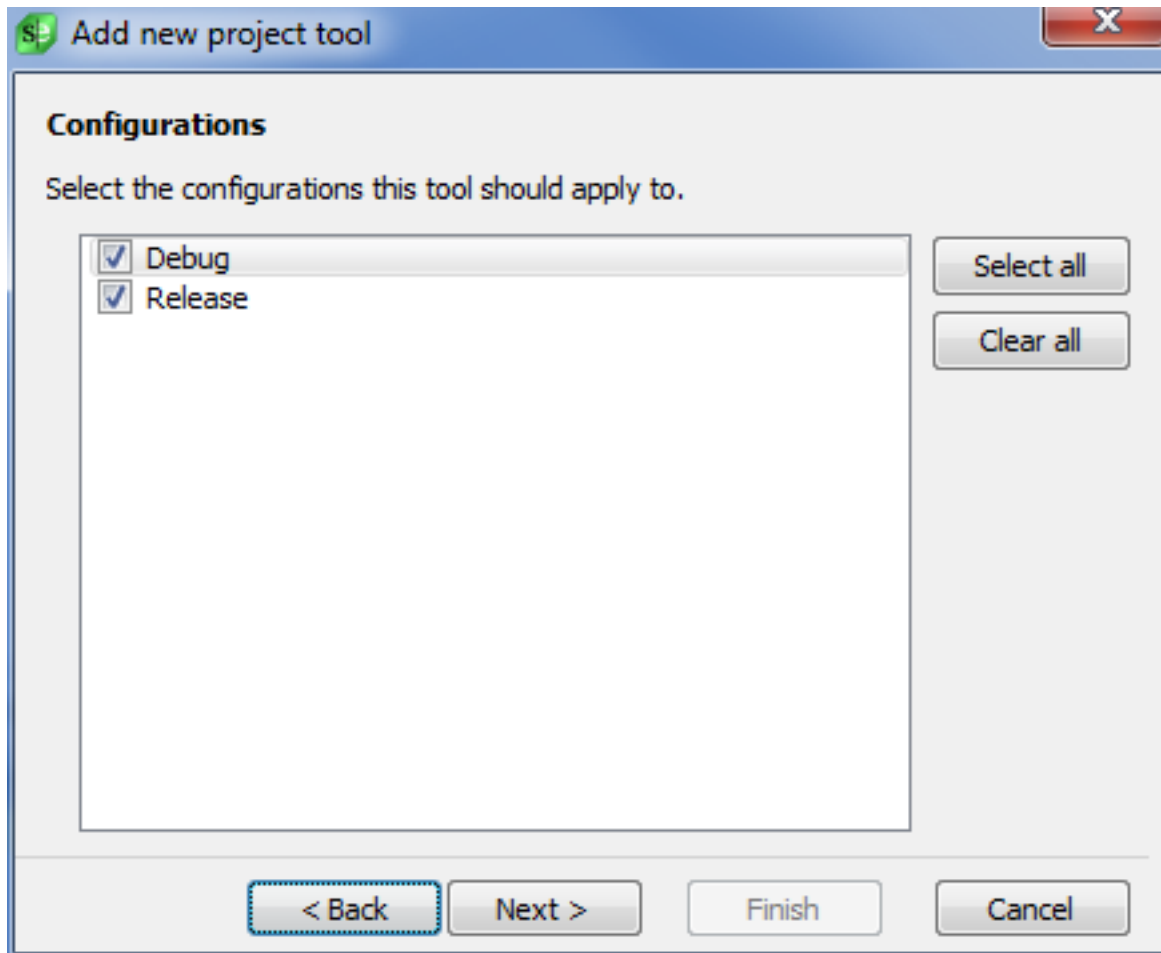 Add new project tool
Configurations
Select the configurations this tool should apply to.
Debug
Release
Select all
Clear all
< Back
Next >
Finish
Cancel